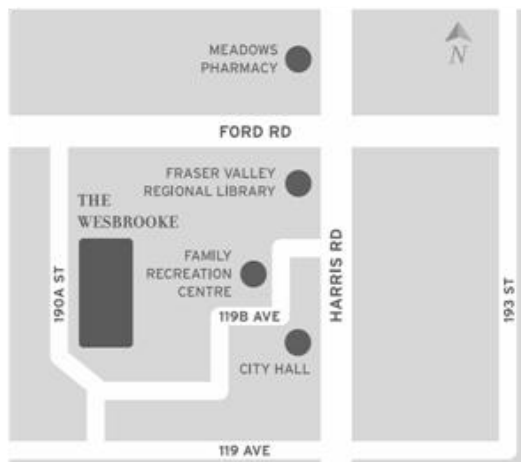 MEADOWS
PHARMACY
N
FORD RD
FRASER VALLEY
REGIONAL LIBRARY
THE
WESBROOKE
FAMILY
RECREATION
CENTRE
HARRIS RD
190A ST
193 ST
119B AVE
CITY HALL
119 AVE